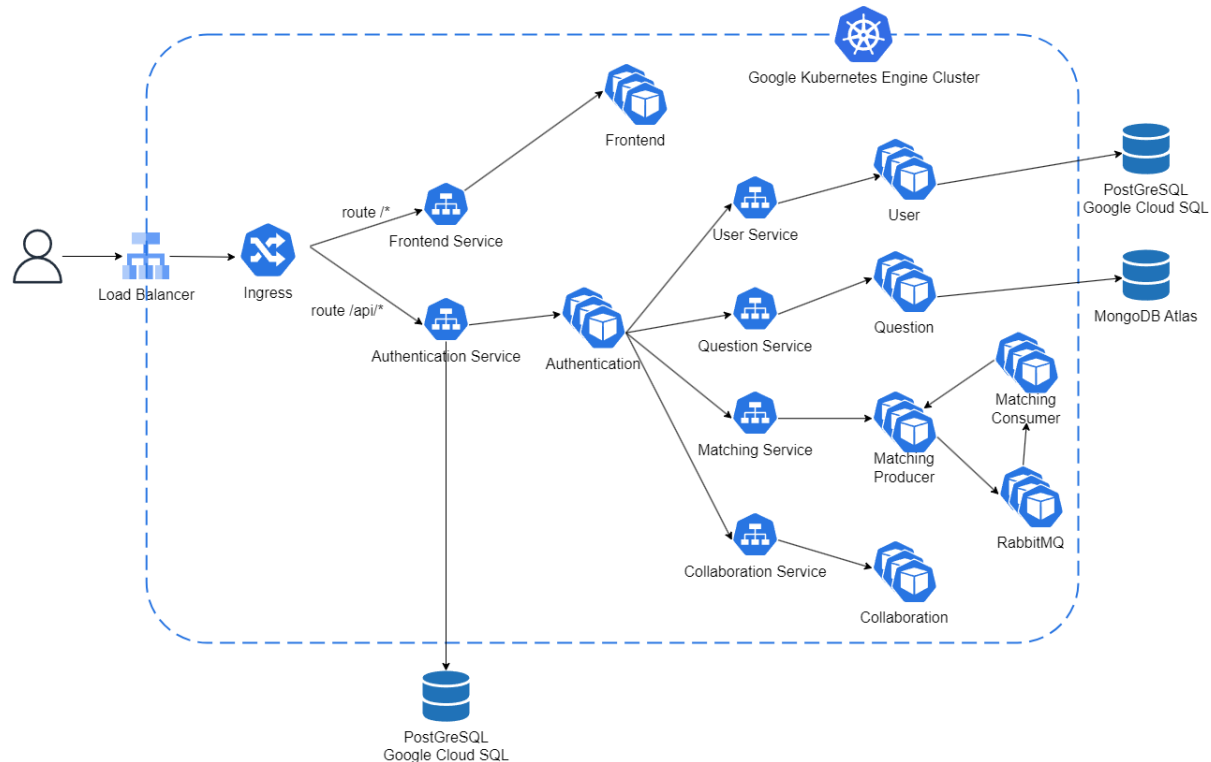 Google Kubernetes Engine Cluster
Frontend
route /*
Frontend Service
User Service
User
PostGreSQL
Google Cloud SQL
Load Balancer
Ingress
route /api/*
Authentication Service
Authentication
Question Service
Question
MongoDB Atlas
Matching
Consumer
Matching Service
Matching
Producer
RabbitMQ
Collaboration Service
Collaboration
PostGreSQL
Google Cloud SQL